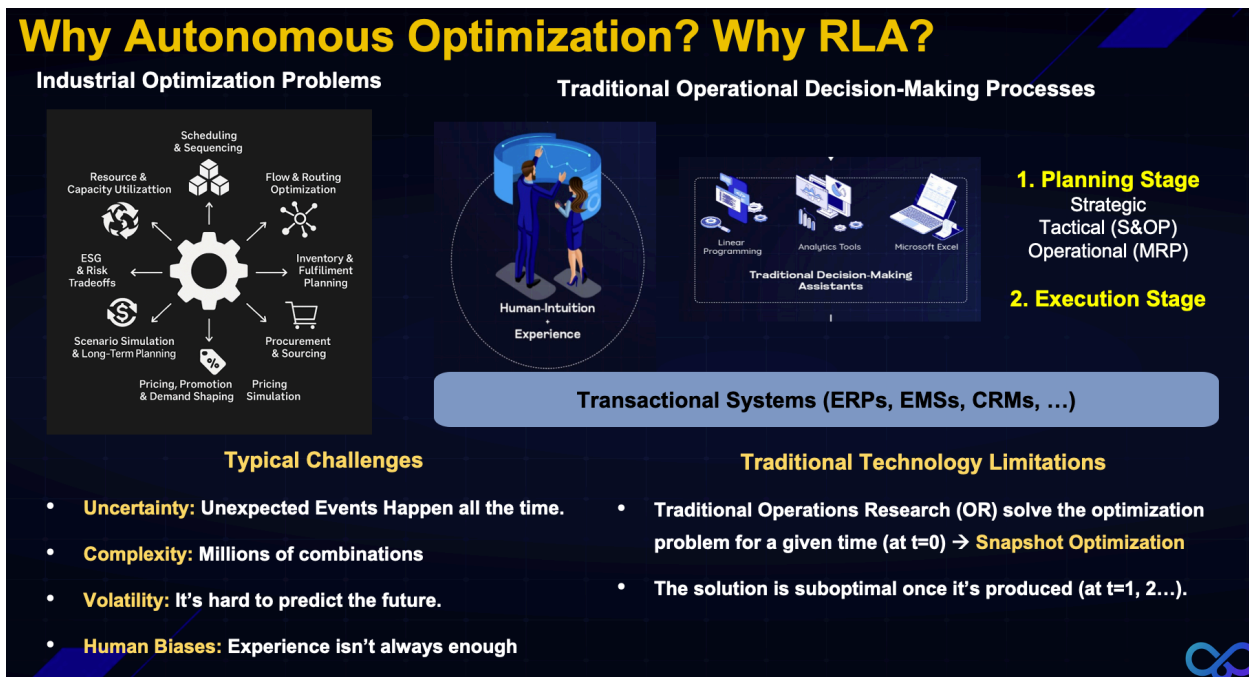 Why Autonomous Optimization? Why RLA?
Industrial Optimization Problems
Scheduling
& Sequencing
Resource &
Capacity Utilizattion
Flow & Routing
Optimization
ESG
& Risk
Tradeoffs
Inventory &
Fulfiliment
Planning
Scenario Simulation
& Long-Term Planning
Procurement
& Sourcing
Pricing, Promotion
& Demand Shaping
Pricing
Simulation
$
%
Traditional Operational Decision-Making Processes
Human-Intuition
+
Experience
Linear
Programming
Analytics Tools
Microsoft Excel
Traditional Decision-Making
Assistants
1. Planning Stage
Strategic
Tactical (S&OP)
Operational (MRP)
2. Execution Stage
Transactional Systems (ERPs, EMSs, CRMs, …)
Typical Challenges
• Uncertainty: Unexpected Events Happen all the time.
• Complexity: Millions of combinations
• Volatility: It’s hard to predict the future.
• Human Biases: Experience isn’t always enough
Traditional Technology Limitations
• Traditional Operations Research (OR) solve the optimization
problem for a given time (at t=0) → Snapshot Optimization
• The solution is suboptimal once it’s produced (at t=1, 2…).